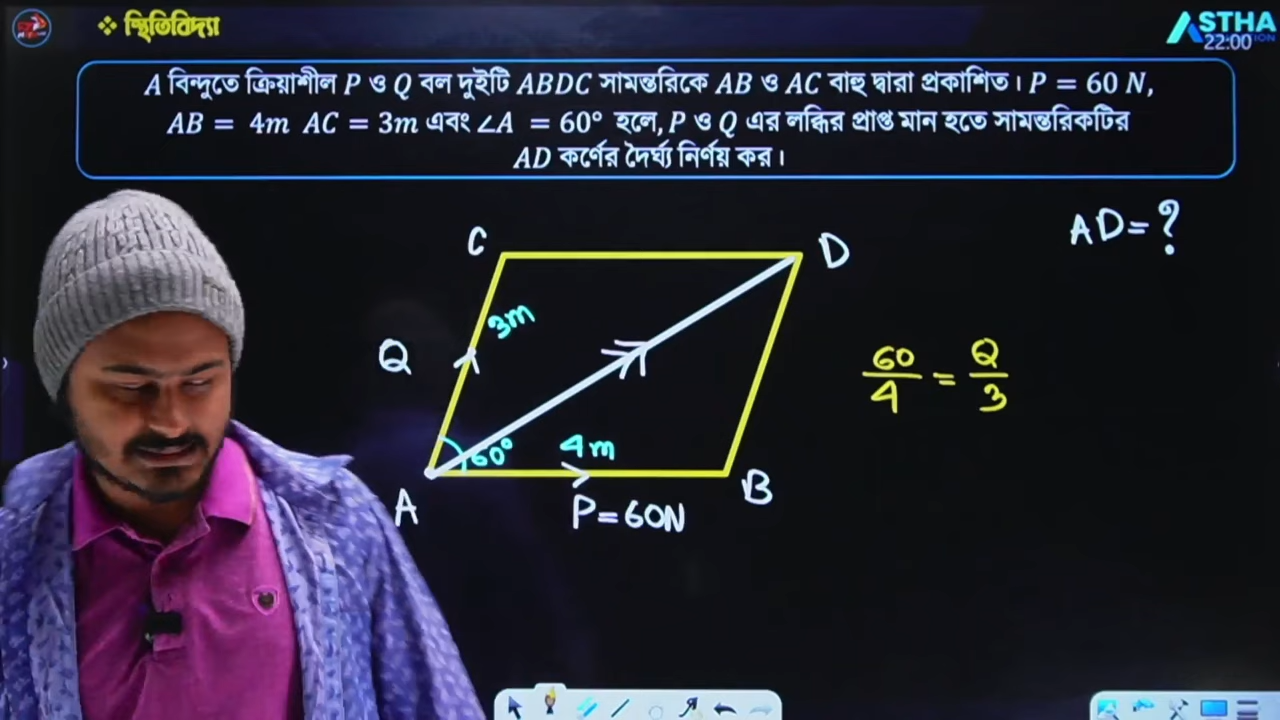 ❖ স্থিতিবিদ্যা
ASTHA
22:00
A বিন্দুতে ক্রিয়াশীল P ও Q বল দুইটি ABDC সামন্তরিকে AB ও AC বাহু দ্বারা প্রকাশিত। P = 60 N,
AB = 4m AC = 3m এবং ∠A = 60° হলে, P ও Q এর লব্ধির প্রাপ্ত মান হতে সামন্তরিকটির
AD কর্ণের দৈর্ঘ্য নির্ণয় কর।
AD = ?
C
D
3m
Q
60/4 = Q/3
60°
4m
A
B
P = 60N